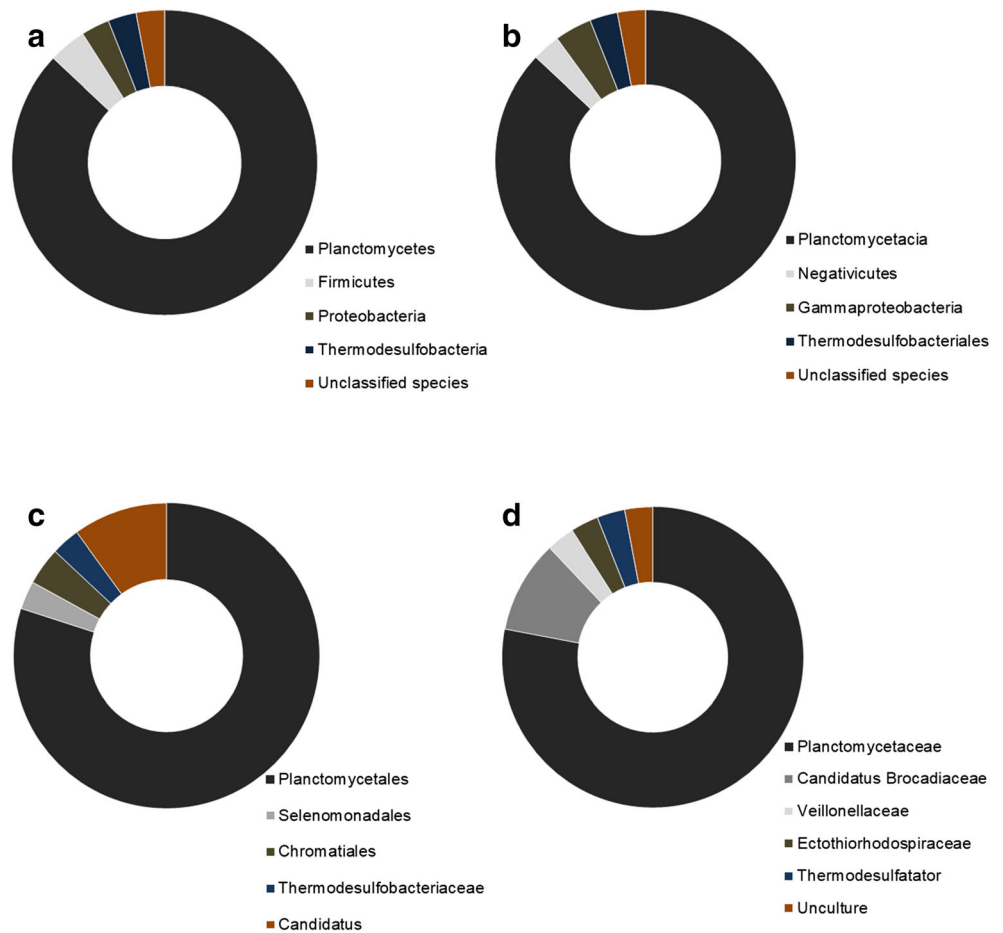 a
Planctomycetes
Firmicutes
Proteobacteria
Thermodesulfobacteria
Unclassified species
b
Planctomycetacia
Negativicutes
Gammaproteobacteria
Thermodesulfobacteriales
Unclassified species
c
Planctomycetales
Selenomonadales
Chromatiales
Thermodesulfobacteriaceae
Candidatus
d
Planctomycetaceae
Candidatus Brocadiaceae
Veillonellaceae
Ectothiorhodospiraceae
Thermodesulfatator
Unculture